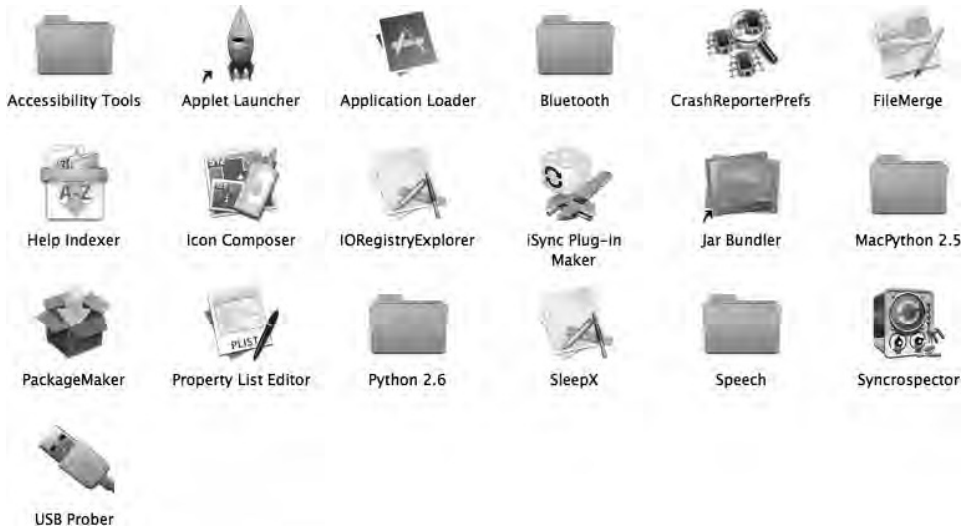 Accessibility Tools
Applet Launcher
Application Loader
Bluetooth
CrashReporterPrefs
FileMerge
A-Z
Help Indexer
Icon Composer
IORegistryExplorer
iSync Plug-in
Maker
Jar Bundler
MacPython 2.5
PackageMaker
PLIST
Property List Editor
Python 2.6
SleepX
Speech
Syncrospector
USB Prober